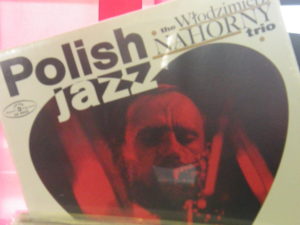 Polish
jazz
the Włodzimierz
NAHORNY
trio